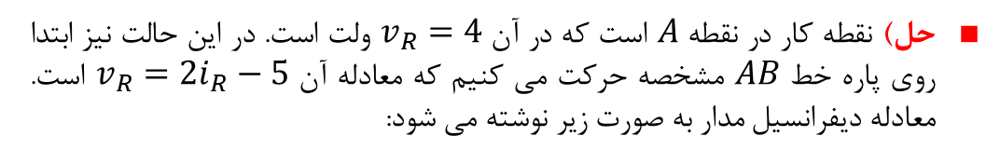 ■ حل) نقطه کار در نقطه A است که در آن v_R = 4 ولت است. در این حالت نیز ابتدا
روی پاره خط AB مشخصه حرکت می کنیم که معادله آن v_R = 2i_R − 5 است.
معادله دیفرانسیل مدار به صورت زیر نوشته می شود: